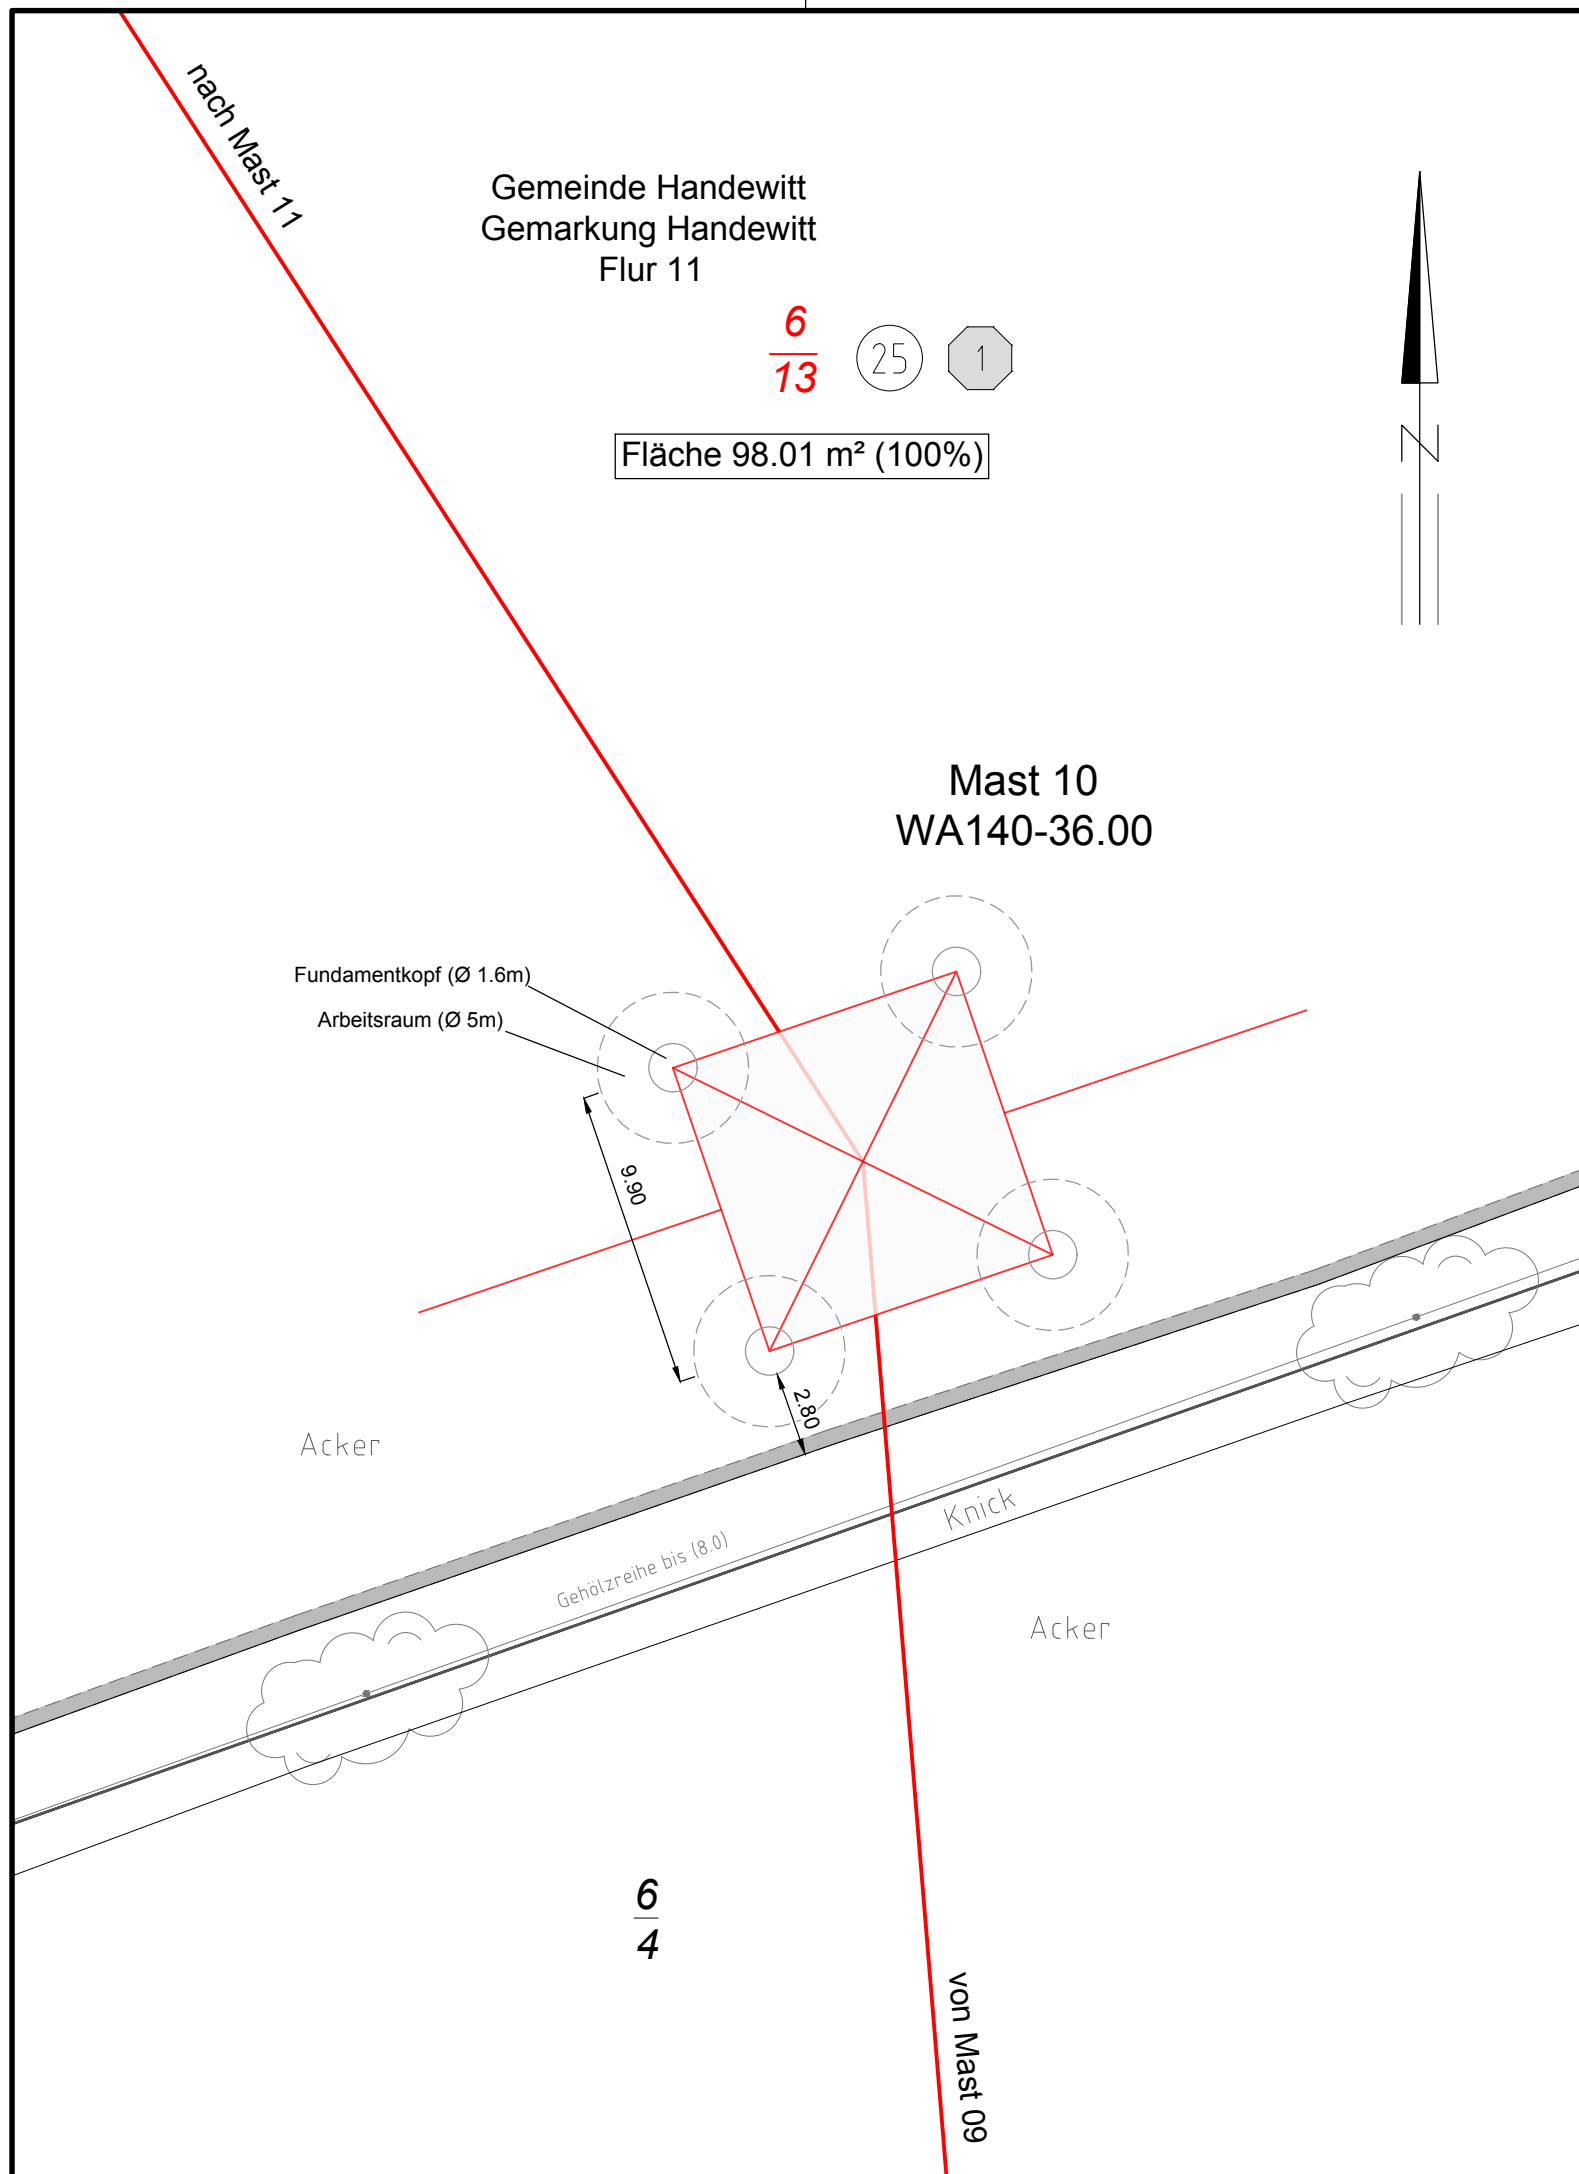 nach Mast 11
Gemeinde Handewitt
Gemarkung Handewitt
Flur 11
6
13
25
1
Fläche 98.01 m² (100%)
N
Mast 10
WA140-36.00
Fundamentkopf (Ø 1.6m)
Arbeitsraum (Ø 5m)
9.90
2.80
Acker
Knick
Gehölzreihe bis (8.0)
Acker
6
4
von Mast 09